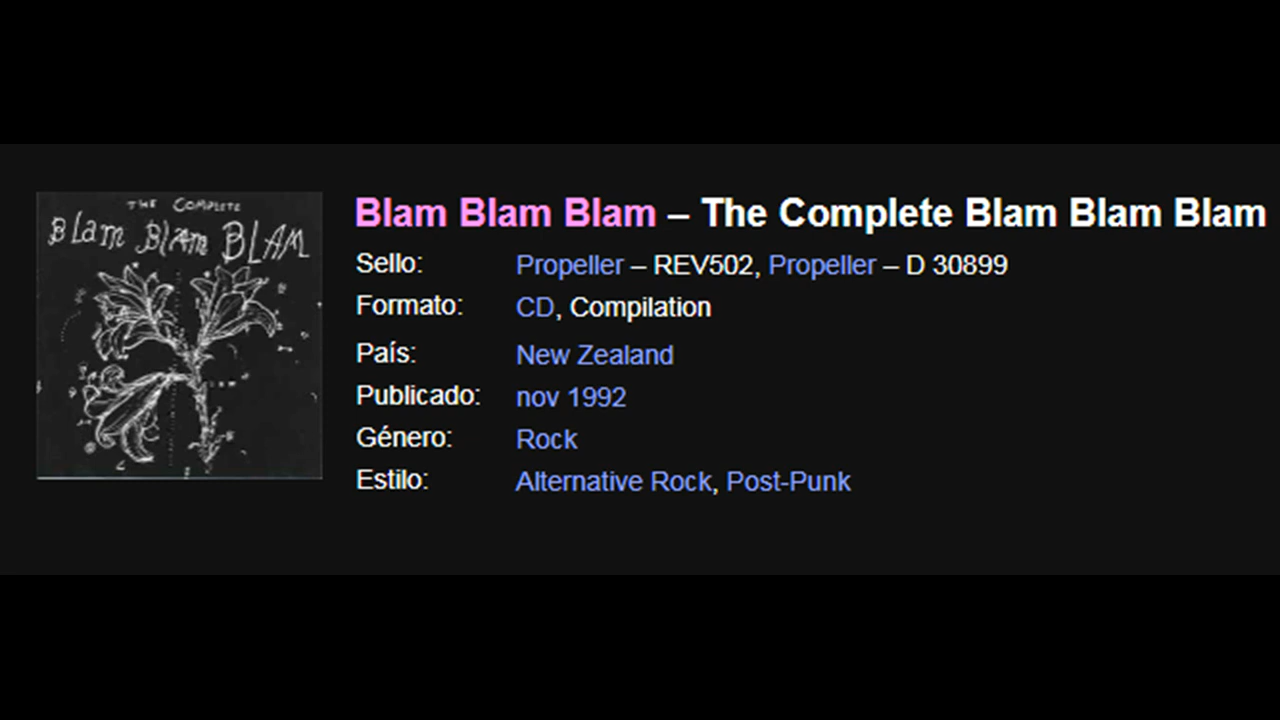 THE COMPLETE
Blam Blam BLAM
Blam Blam Blam – The Complete Blam Blam Blam
Sello: Propeller – REV502, Propeller – D 30899
Formato: CD, Compilation
País: New Zealand
Publicado: nov 1992
Género: Rock
Estilo: Alternative Rock, Post-Punk